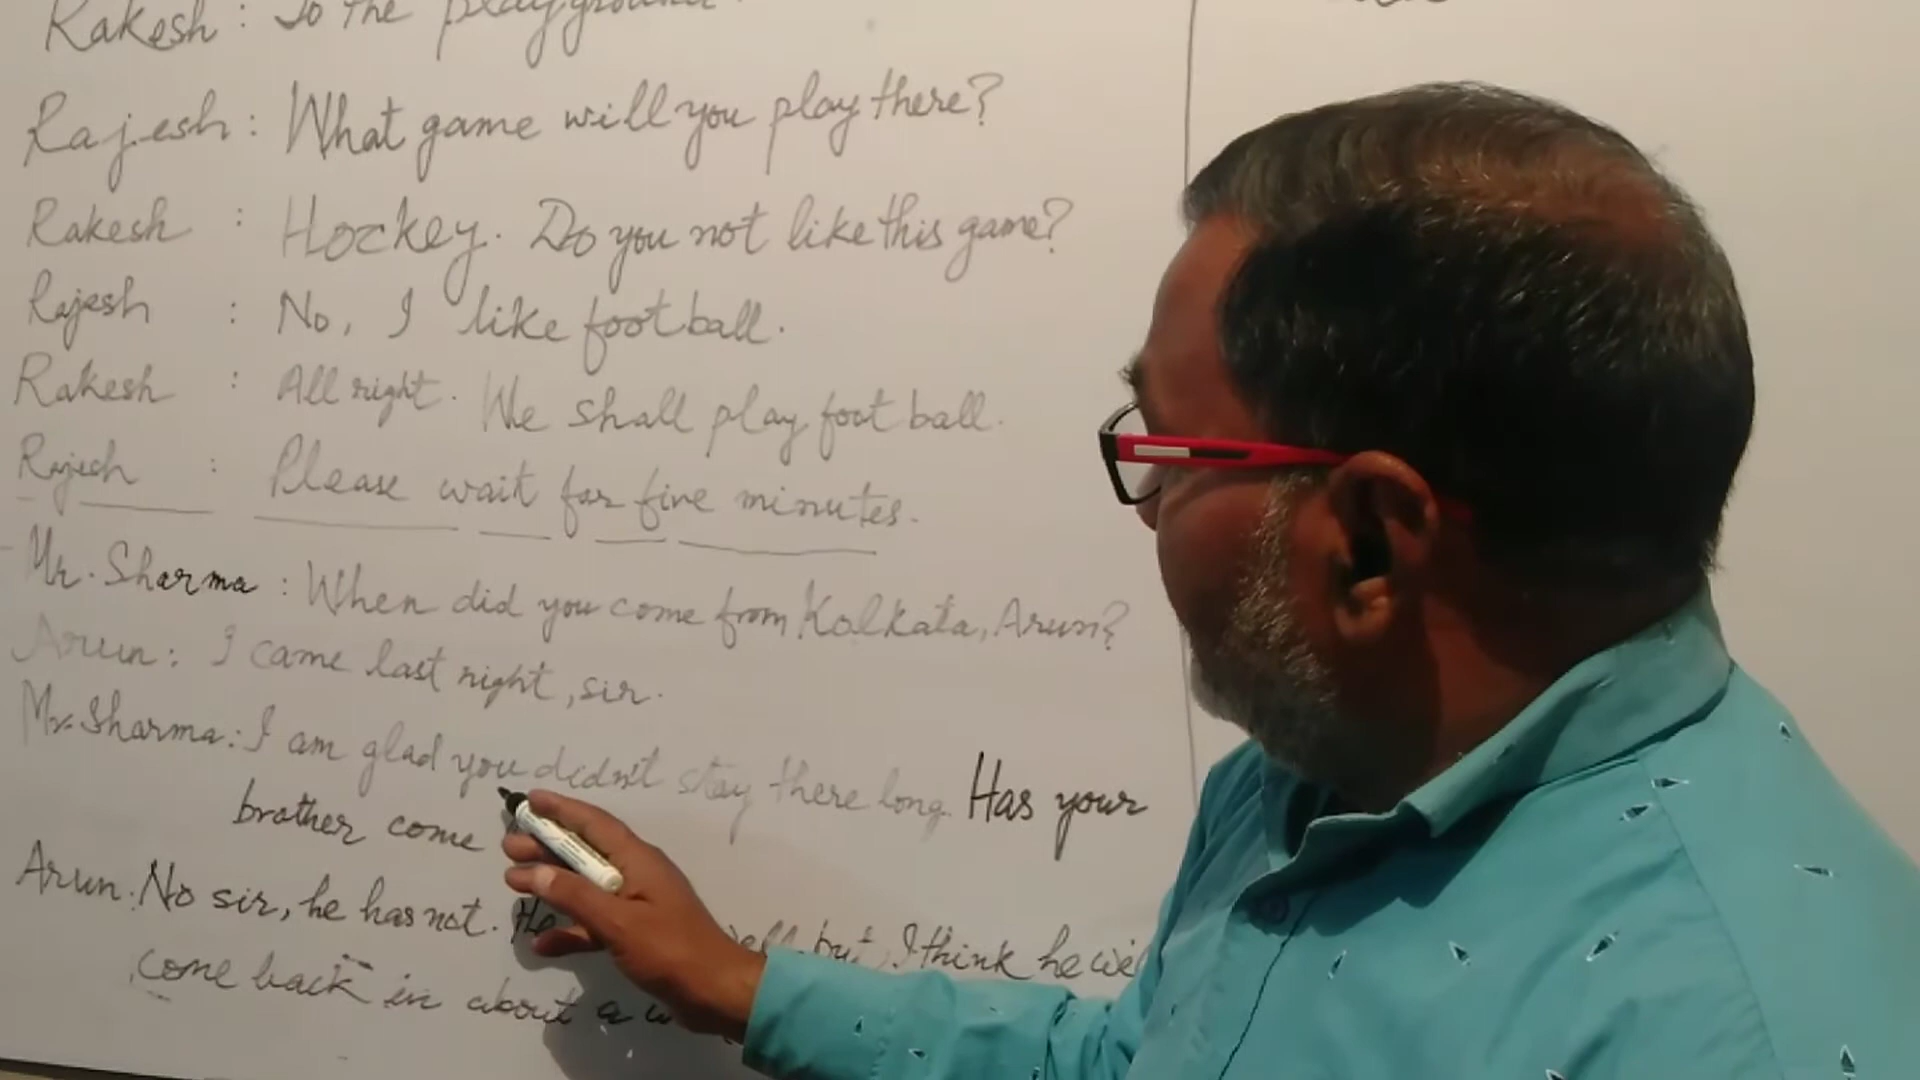 Rakesh : To the playground.
Rajesh : What game will you play there?
Rakesh : Hockey. Do you not like this game?
Rajesh : No, I like football.
Rakesh : All right. We shall play foot ball.
Rajesh : Please wait for five minutes.
Mr. Sharma : When did you come from Kolkata, Arun?
Arun : I came last night, sir.
Mr. Sharma : I am glad you didn't stay there long. Has your
brother come
Arun : No sir, he has not. He well but, I think he
come back in about a